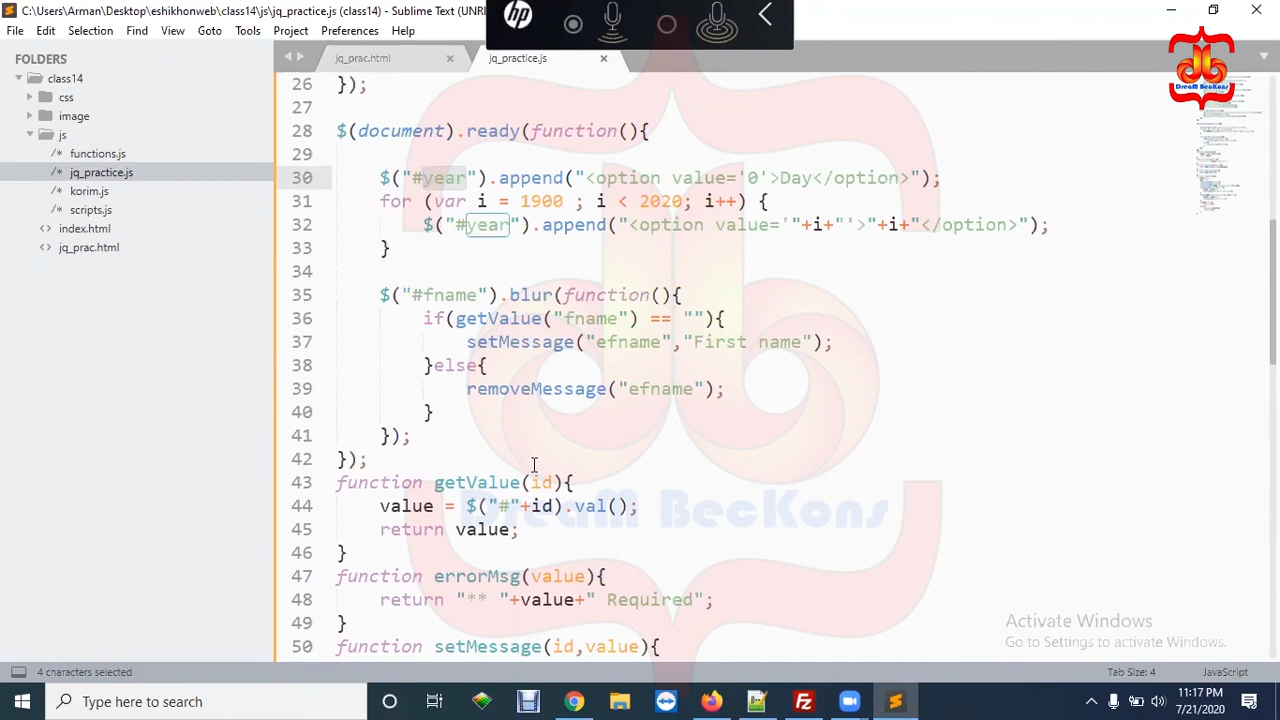 C:\Users\Arman\Desktop\eshikhonweb\class14\js\jq_practice.js (class14) - Sublime Text (UNRE
hp
File Edit Selection Find View Goto Tools Project Preferences Help
FOLDERS
class14
css
image
js
functions.js
jq_practice.js
korim.js
scripts.js
index.html
jq_prac.html
jq_prac.html
jq_practice.js
DreaM BeeKons
26 });
27
28 $(document).ready(function(){
29
30 $("#year").append("<option value='0'>Day</option>");
31 for (var i = 1900 ; i < 2020; i++) {
32 $("#year").append("<option value='"+i+"' >"+i+"</option>");
33 }
34
35 $("#fname").blur(function(){
36 if(getValue("fname") == ""){
37 setMessage("efname","First name");
38 }else{
39 removeMessage("efname");
40 }
41 });
42 });
43 function getValue(id){
44 value = $("#"+id).val();
45 return value;
46 }
47 function errorMsg(value){
48 return "** "+value+" Required";
49 }
50 function setMessage(id,value){
DreaM BeeKons
Activate Windows
Go to Settings to activate Windows.
4 characters selected
Tab Size: 4
JavaScript
Type here to search
11:17 PM
7/21/2020